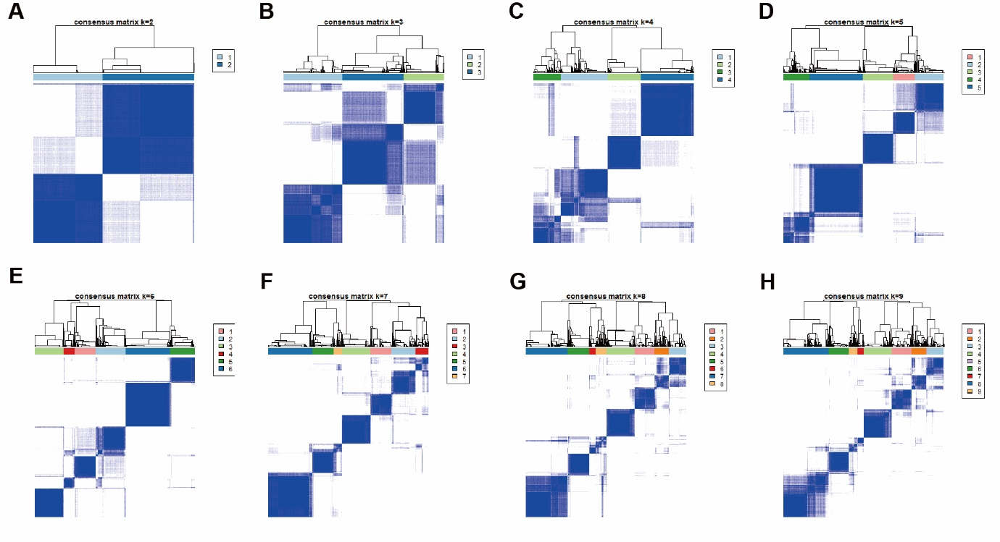 A
consensus matrix k=2
1
2
B
consensus matrix k=3
1
2
3
C
consensus matrix k=4
1
2
3
4
D
consensus matrix k=5
1
2
3
4
5
E
consensus matrix k=6
1
2
3
4
5
6
F
consensus matrix k=7
1
2
3
4
5
6
7
G
consensus matrix k=8
1
2
3
4
5
6
7
8
H
consensus matrix k=9
1
2
3
4
5
6
7
8
9